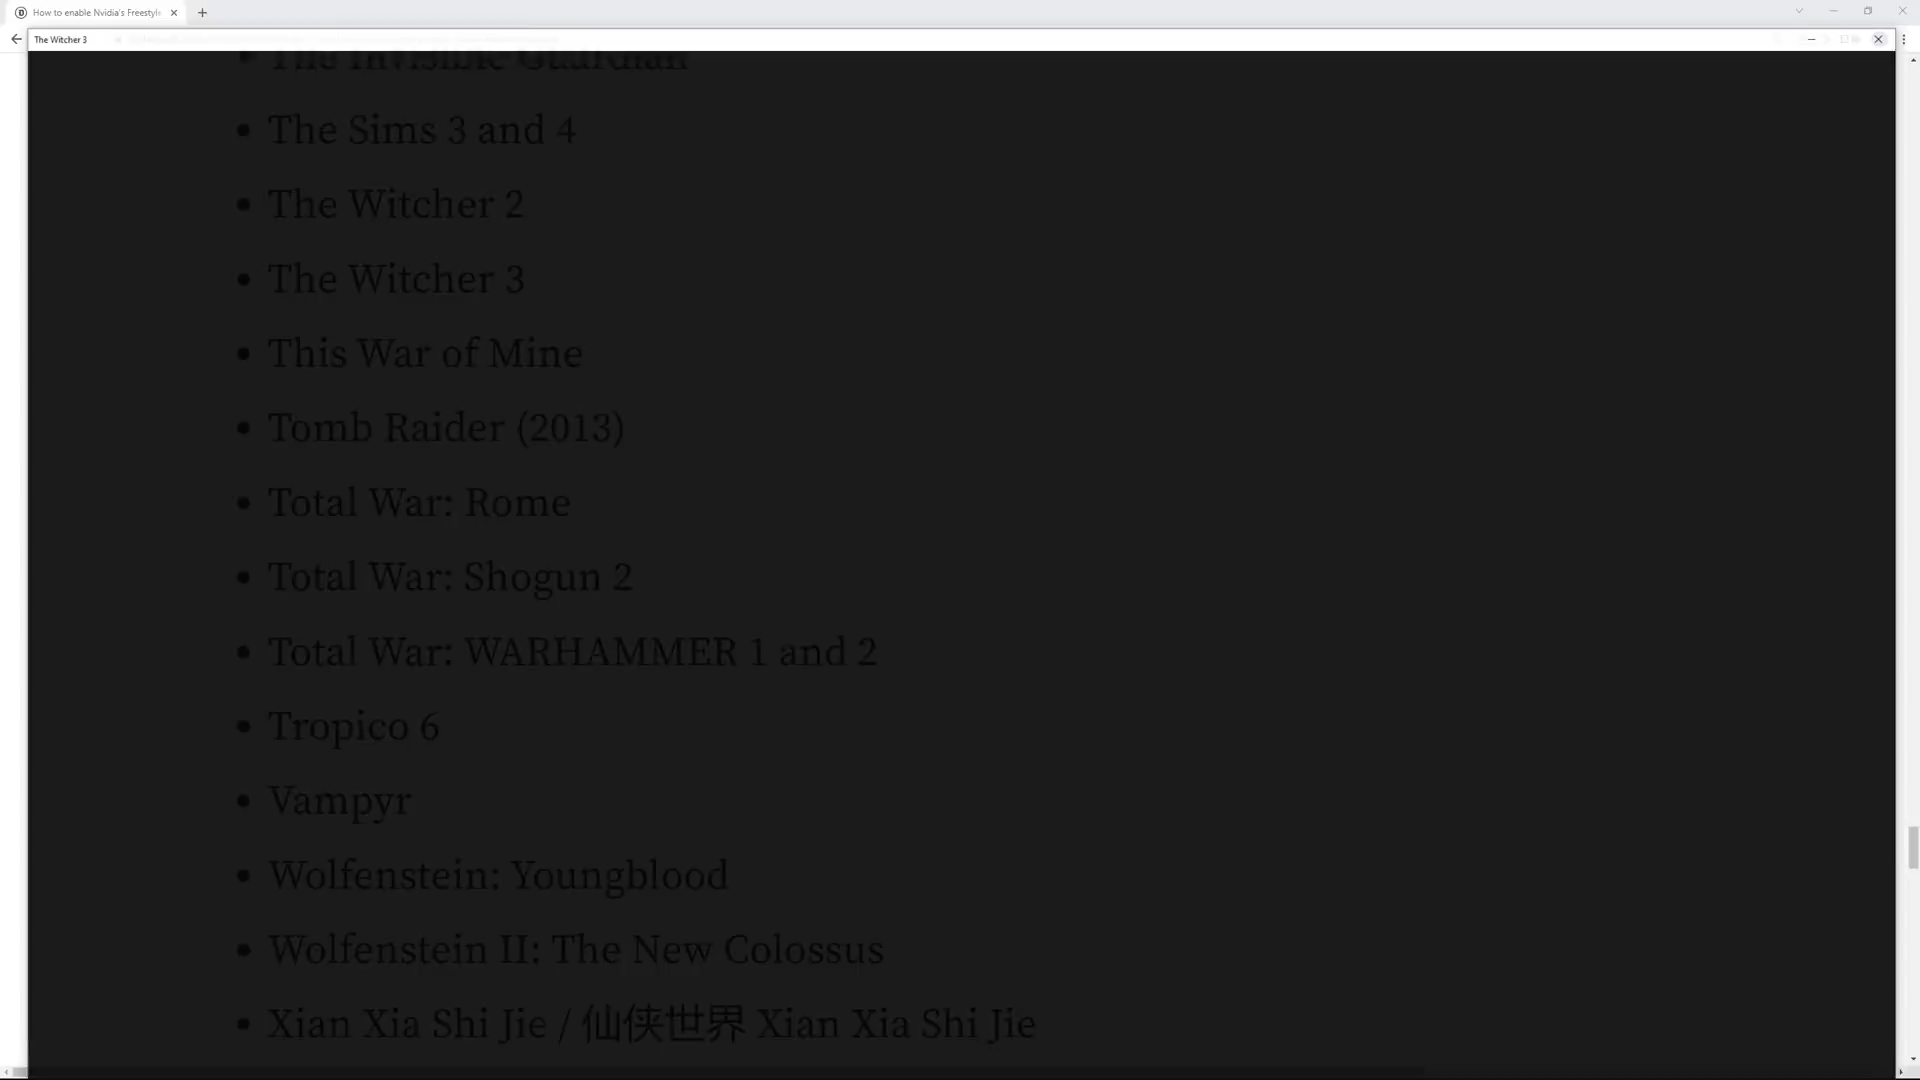 How to enable Nvidia's Freestyle
The Witcher 3
The Invisible Guardian
The Sims 3 and 4
The Witcher 2
The Witcher 3
This War of Mine
Tomb Raider (2013)
Total War: Rome
Total War: Shogun 2
Total War: WARHAMMER 1 and 2
Tropico 6
Vampyr
Wolfenstein: Youngblood
Wolfenstein II: The New Colossus
Xian Xia Shi Jie / 仙侠世界 Xian Xia Shi Jie